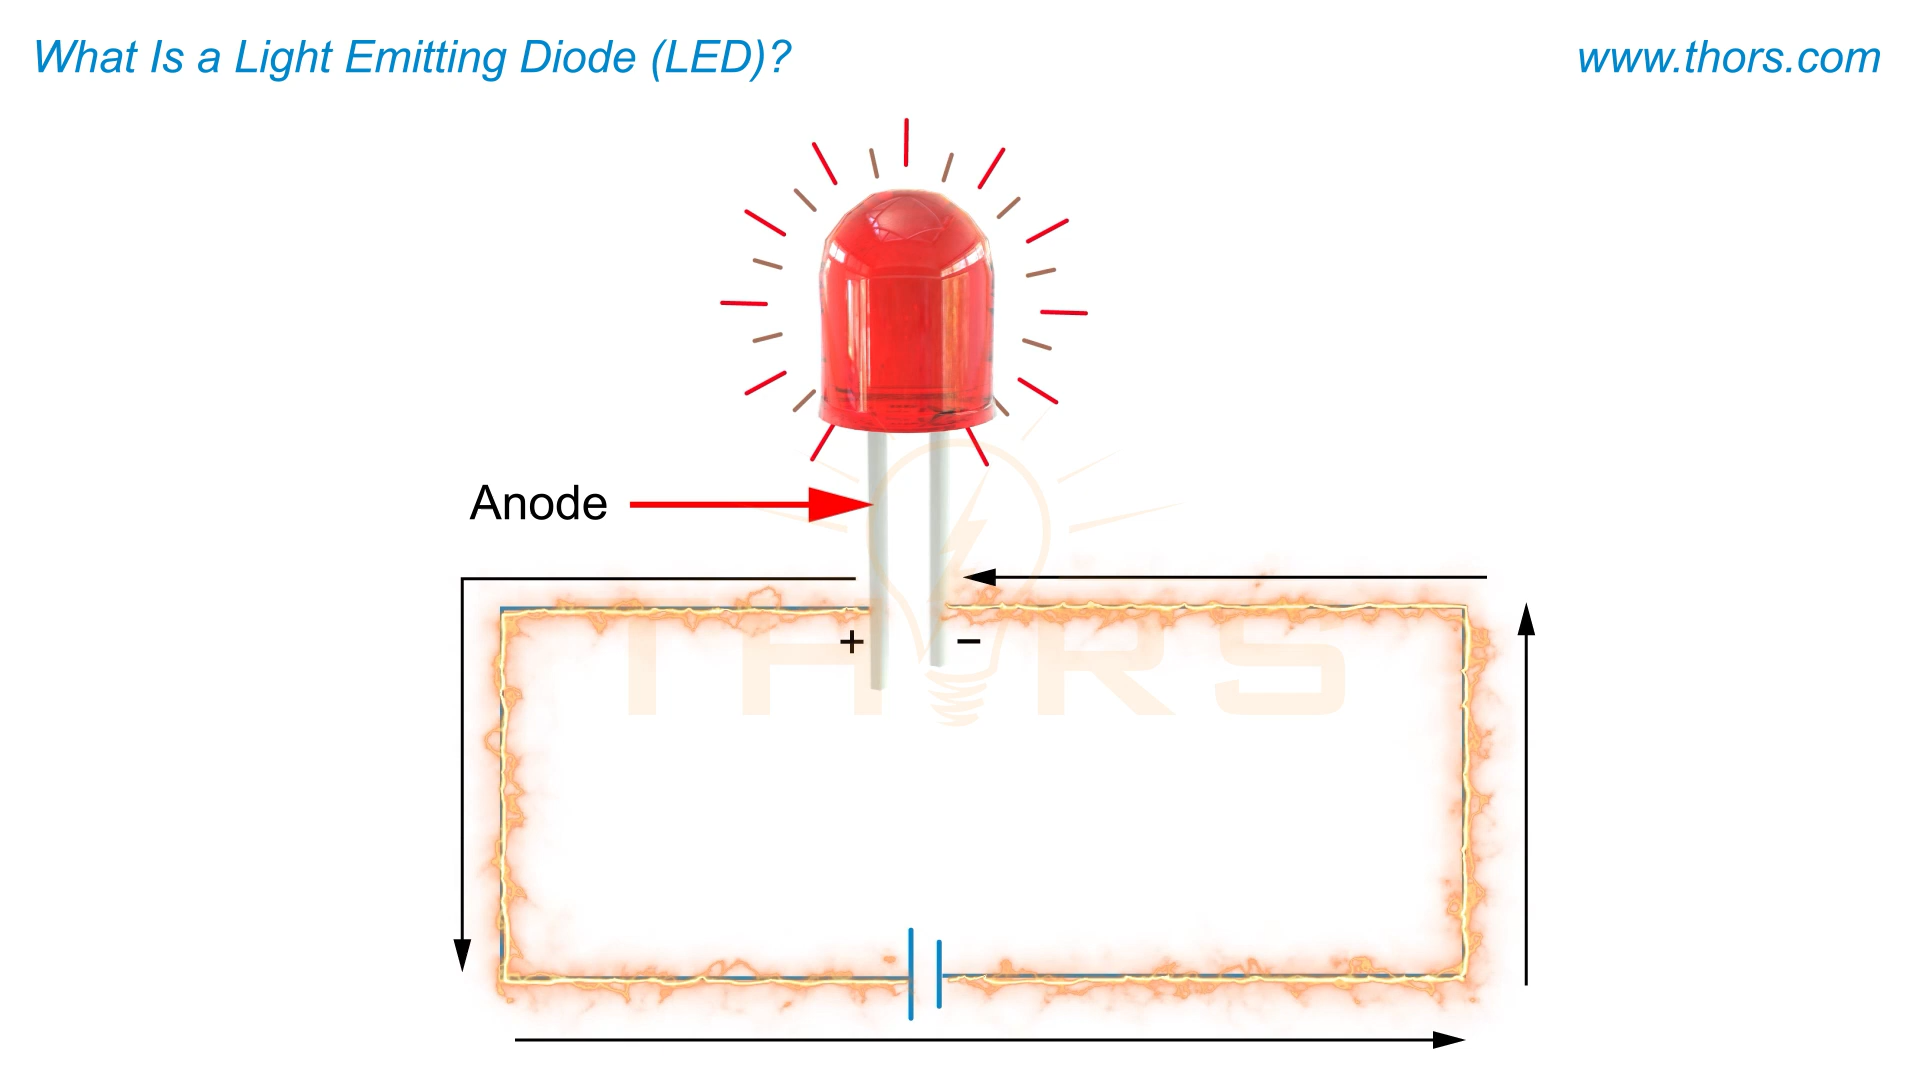 What Is a Light Emitting Diode (LED)?
www.thors.com
Anode
+ −
THORS